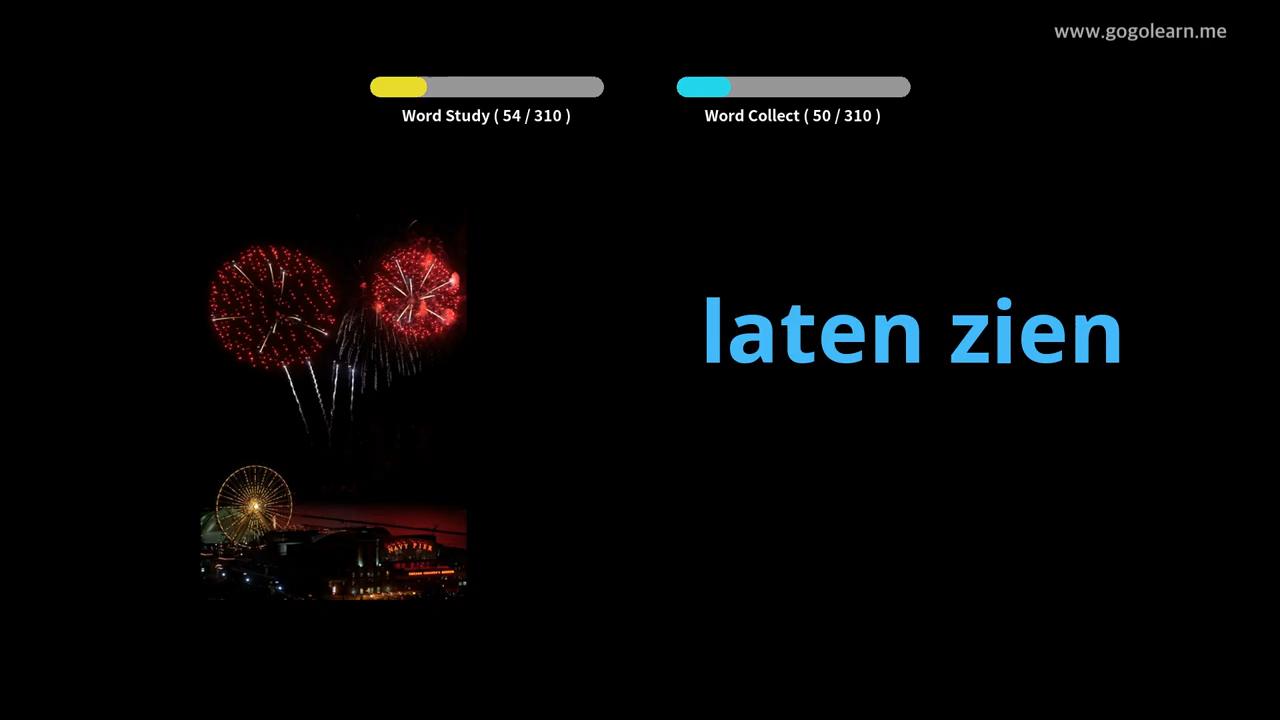 www.gogolearn.me
Word Study ( 54 / 310 )
Word Collect ( 50 / 310 )
laten zien
NAVY PIER